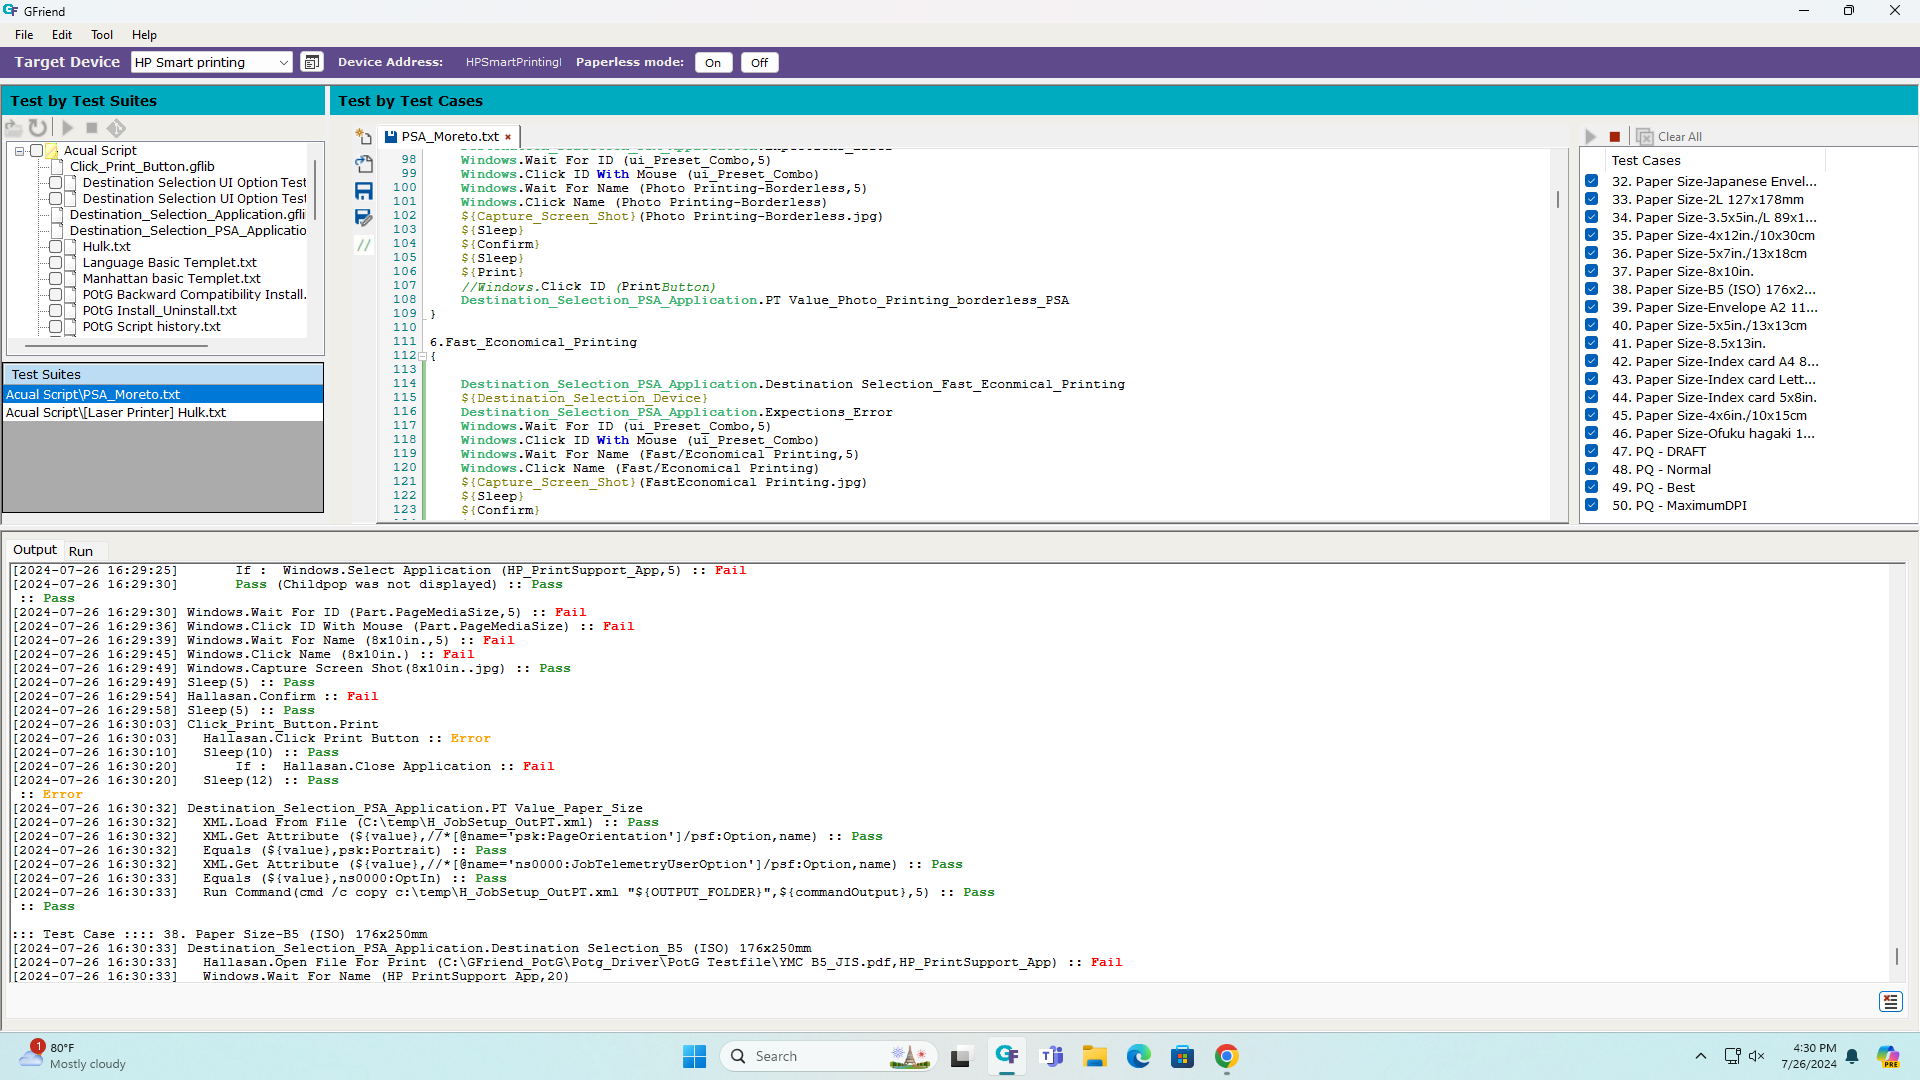 GFriend
File Edit Tool Help
Target Device HP Smart printing Device Address: HPSmartPrintingI Paperless mode: On Off
Test by Test Suites
Test by Test Cases
Acual Script
Click_Print_Button.gflib
Destination Selection UI Option Test
Destination Selection UI Option Test
Destination_Selection_Application.gfli
Destination_Selection_PSA_Applicatio
Hulk.txt
Language Basic Templet.txt
Manhattan basic Templet.txt
POtG Backward Compatibility Install.
POtG Install_Uninstall.txt
POtG Script history.txt
Test Suites
Acual Script\PSA_Moreto.txt
Acual Script\[Laser Printer] Hulk.txt
PSA_Moreto.txt
98 Windows.Wait For ID (ui_Preset_Combo,5)
99 Windows.Click ID With Mouse (ui_Preset_Combo)
100 Windows.Wait For Name (Photo Printing-Borderless,5)
101 Windows.Click Name (Photo Printing-Borderless)
102 ${Capture_Screen_Shot}(Photo Printing-Borderless.jpg)
103 ${Sleep}
104 ${Confirm}
105 ${Sleep}
106 ${Print}
107 //Windows.Click ID (PrintButton)
108 Destination_Selection_PSA_Application.PT Value_Photo_Printing_borderless_PSA
109 }
110
111 6.Fast_Economical_Printing
112 {
113
114 Destination_Selection_PSA_Application.Destination Selection_Fast_Econmical_Printing
115 ${Destination_Selection_Device}
116 Destination_Selection_PSA_Application.Expections_Error
117 Windows.Wait For ID (ui_Preset_Combo,5)
118 Windows.Click ID With Mouse (ui_Preset_Combo)
119 Windows.Wait For Name (Fast/Economical Printing,5)
120 Windows.Click Name (Fast/Economical Printing)
121 ${Capture_Screen_Shot}(FastEconomical Printing.jpg)
122 ${Sleep}
123 ${Confirm}
Clear All
Test Cases
32. Paper Size-Japanese Envel...
33. Paper Size-2L 127x178mm
34. Paper Size-3.5x5in./L 89x1...
35. Paper Size-4x12in./10x30cm
36. Paper Size-5x7in./13x18cm
37. Paper Size-8x10in.
38. Paper Size-B5 (ISO) 176x2...
39. Paper Size-Envelope A2 11...
40. Paper Size-5x5in./13x13cm
41. Paper Size-8.5x13in.
42. Paper Size-Index card A4 8...
43. Paper Size-Index card Lett...
44. Paper Size-Index card 5x8in.
45. Paper Size-4x6in./10x15cm
46. Paper Size-Ofuku hagaki 1...
47. PQ - DRAFT
48. PQ - Normal
49. PQ - Best
50. PQ - MaximumDPI
Output Run
[2024-07-26 16:29:25] If : Windows.Select Application (HP_PrintSupport_App,5) :: Fail
[2024-07-26 16:29:30] Pass (Childpop was not displayed) :: Pass
:: Pass
[2024-07-26 16:29:30] Windows.Wait For ID (Part.PageMediaSize,5) :: Fail
[2024-07-26 16:29:36] Windows.Click ID With Mouse (Part.PageMediaSize) :: Fail
[2024-07-26 16:29:39] Windows.Wait For Name (8x10in.,5) :: Fail
[2024-07-26 16:29:45] Windows.Click Name (8x10in.) :: Fail
[2024-07-26 16:29:49] Windows.Capture Screen Shot(8x10in..jpg) :: Pass
[2024-07-26 16:29:49] Sleep(5) :: Pass
[2024-07-26 16:29:54] Hallasan.Confirm :: Fail
[2024-07-26 16:29:58] Sleep(5) :: Pass
[2024-07-26 16:30:03] Click_Print_Button.Print
[2024-07-26 16:30:03] Hallasan.Click Print Button :: Error
[2024-07-26 16:30:10] Sleep(10) :: Pass
[2024-07-26 16:30:20] If : Hallasan.Close Application :: Fail
[2024-07-26 16:30:20] Sleep(12) :: Pass
:: Error
[2024-07-26 16:30:32] Destination_Selection_PSA_Application.PT Value_Paper_Size
[2024-07-26 16:30:32] XML.Load From File (C:\temp\H_JobSetup_OutPT.xml) :: Pass
[2024-07-26 16:30:32] XML.Get Attribute (${value},//*[@name='psk:PageOrientation']/psf:Option,name) :: Pass
[2024-07-26 16:30:32] Equals (${value},psk:Portrait) :: Pass
[2024-07-26 16:30:32] XML.Get Attribute (${value},//*[@name='ns0000:JobTelemetryUserOption']/psf:Option,name) :: Pass
[2024-07-26 16:30:33] Equals (${value},ns0000:OptIn) :: Pass
[2024-07-26 16:30:33] Run Command(cmd /c copy c:\temp\H_JobSetup_OutPT.xml "${OUTPUT_FOLDER}",${commandOutput},5) :: Pass
:: Pass
::: Test Case :::: 38. Paper Size-B5 (ISO) 176x250mm
[2024-07-26 16:30:33] Destination_Selection_PSA_Application.Destination Selection_B5 (ISO) 176x250mm
[2024-07-26 16:30:33] Hallasan.Open File For Print (C:\GFriend_PotG\Potg_Driver\PotG Testfile\YMC B5_JIS.pdf,HP_PrintSupport_App) :: Fail
[2024-07-26 16:30:33] Windows.Wait For Name (HP PrintSupport App,20)
1
80°F
Mostly cloudy
Search
4:30 PM
7/26/2024
PRE